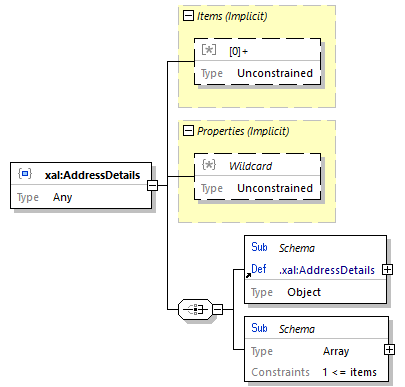 Items (Implicit)
[*] [0]+
Type Unconstrained
Properties (Implicit)
{*} Wildcard
Type Unconstrained
xal:AddressDetails
Type Any
Sub Schema
Def .xal:AddressDetails
Type Object
Sub Schema
Type Array
Constraints 1 <= items